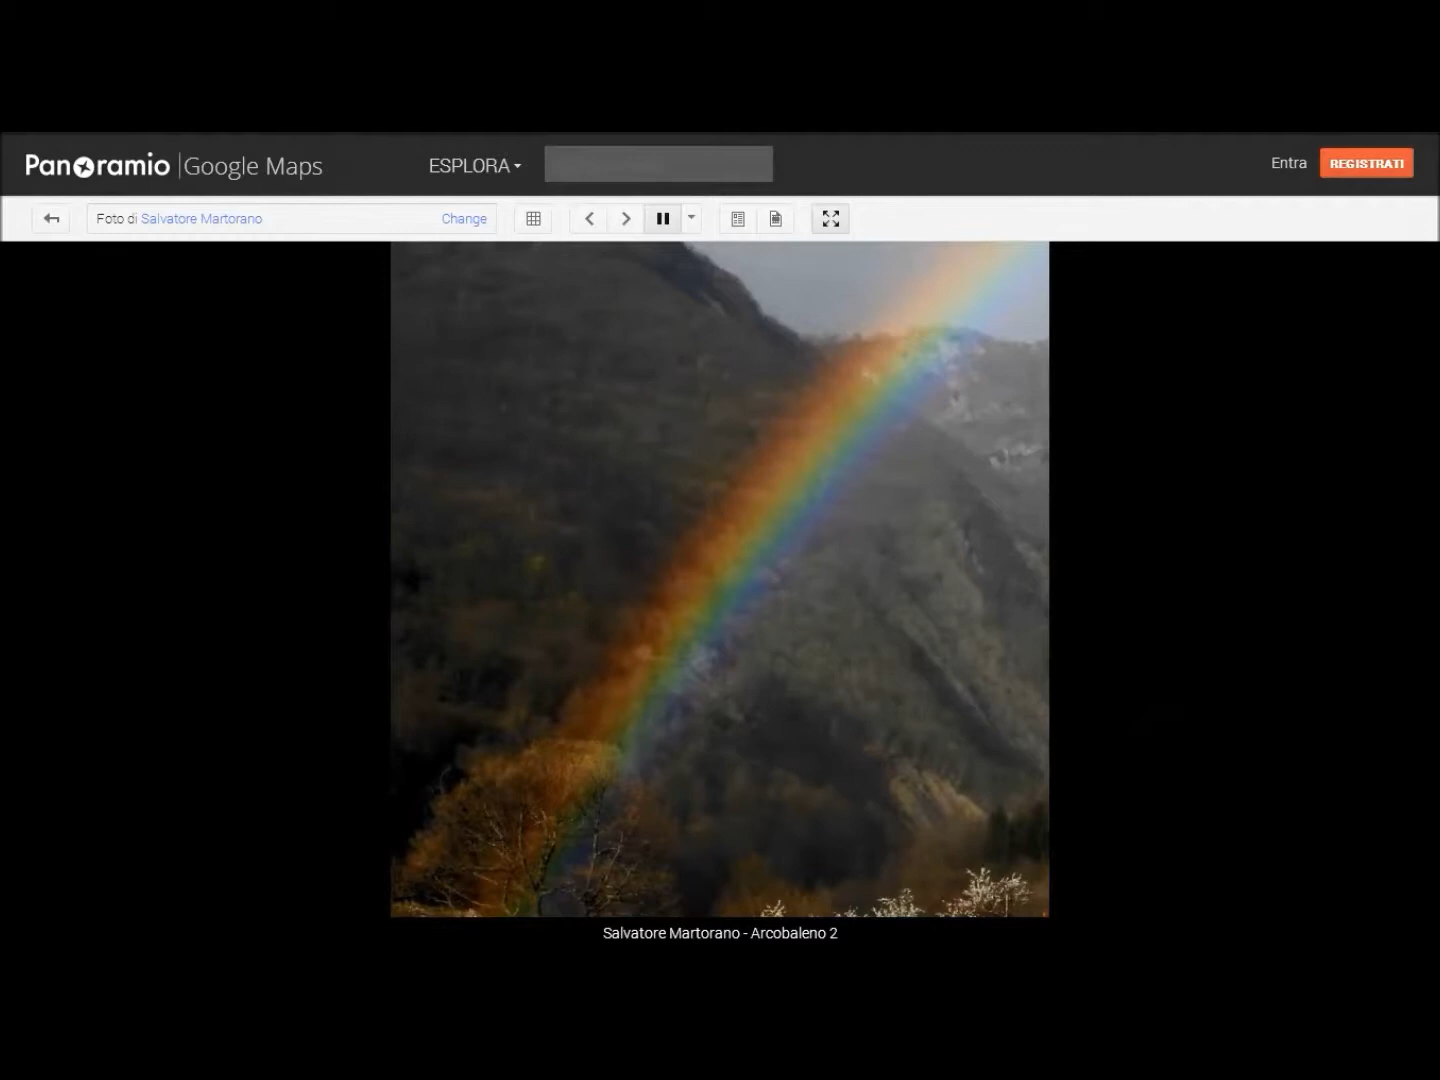 Panoramio Google Maps
ESPLORA
Entra
REGISTRATI
Foto di Salvatore Martorano
Change
Salvatore Martorano - Arcobaleno 2